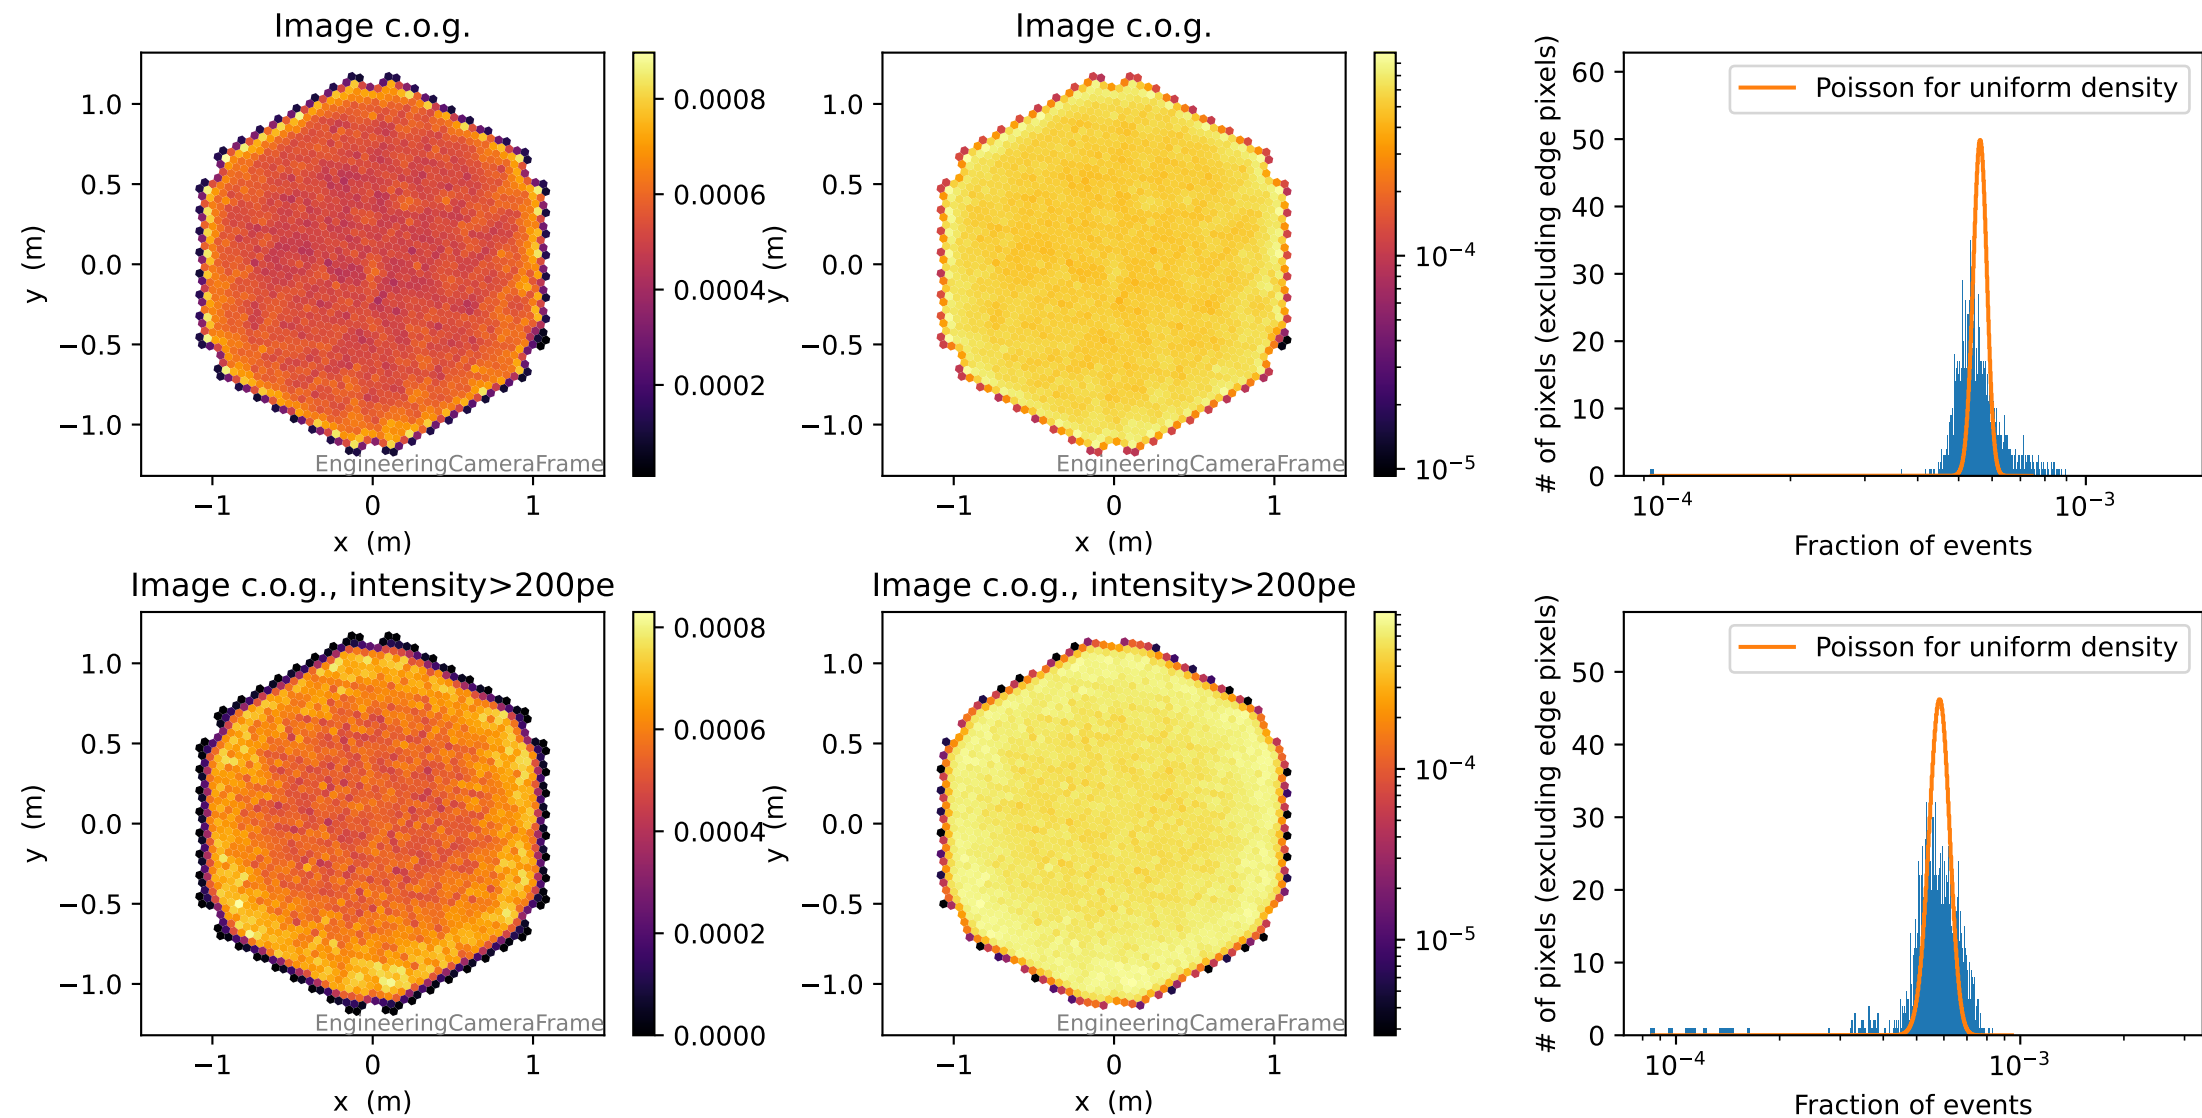 Image c.o.g.
1.0
0.5
0.0
−0.5
−1.0
y (m)
−1
0
1
x (m)
EngineeringCameraFrame
0.0008
0.0006
0.0004
0.0002
Image c.o.g.
1.0
0.5
0.0
−0.5
−1.0
y (m)
−1
0
1
x (m)
EngineeringCameraFrame
10⁻⁴
10⁻⁵
# of pixels (excluding edge pixels)
60
50
40
30
20
10
0
Poisson for uniform density
10⁻⁴
10⁻³
Fraction of events
Image c.o.g., intensity>200pe
1.0
0.5
0.0
−0.5
−1.0
y (m)
−1
0
1
x (m)
EngineeringCameraFrame
0.0008
0.0006
0.0004
0.0002
0.0000
Image c.o.g., intensity>200pe
1.0
0.5
0.0
−0.5
−1.0
y (m)
−1
0
1
x (m)
EngineeringCameraFrame
10⁻⁴
10⁻⁵
# of pixels (excluding edge pixels)
50
40
30
20
10
0
Poisson for uniform density
10⁻⁴
10⁻³
Fraction of events